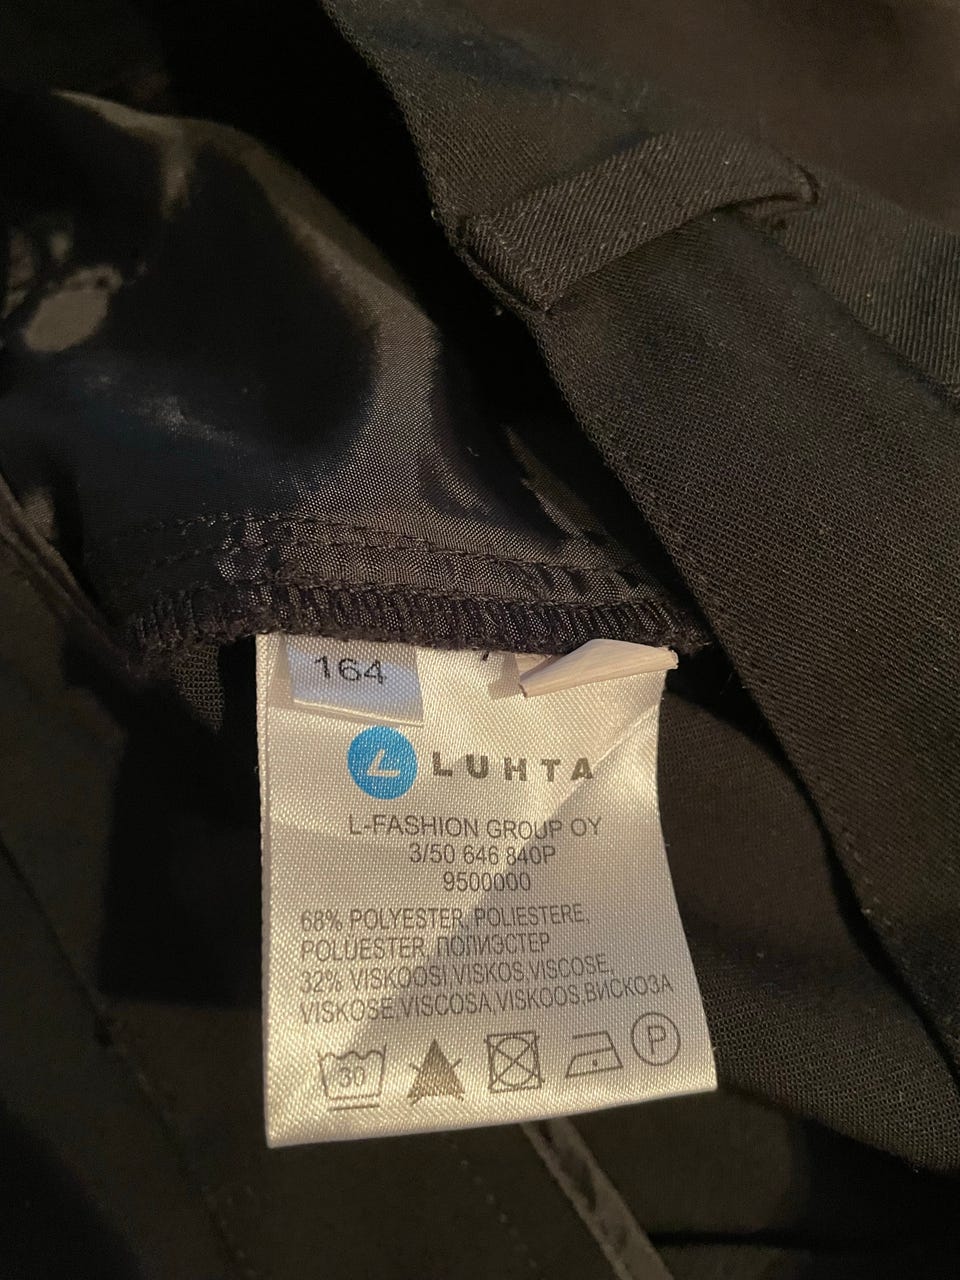 164
LUHTA
L-FASHION GROUP OY
3/50 646 840P
9500000
68% POLYESTER, POLIESTERE,
POLUESTER, ПОЛИЭСТЕР
32% VISKOOSI, VISKOS, VISCOSE,
VISKOSE, VISCOSA, VISKOOS, ВИСКОЗА
30
P